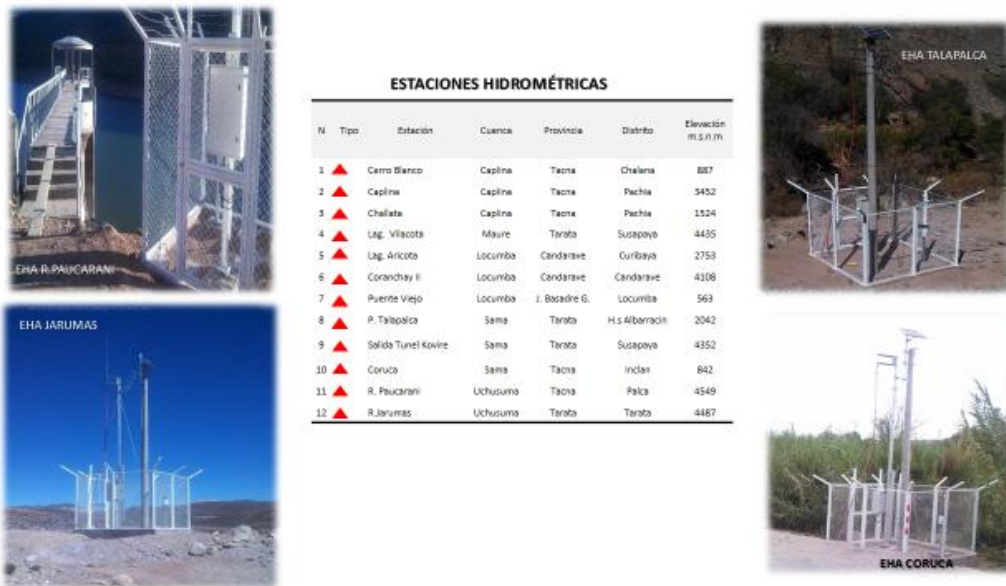 EHA R.PAUCARANI
EHA JARUMAS
ESTACIONES HIDROMÉTRICAS
N Tipo Estación Cuenca Provincia Distrito Elevación m.s.n.m
1 Cerro Blanco Caplina Tacna Chalana 887
2 Caplina Caplina Tacna Pachia 3452
3 Challata Caplina Tacna Pachia 1524
4 Lag. Vilacota Maure Tarata Susapaya 4435
5 Lag. Aricota Locumba Candarave Curibaya 2753
6 Coranchay II Locumba Candarave Candarave 4108
7 Puente Viejo Locumba J. Basadre G. Locumba 563
8 P. Talapalca Sama Tarata H.s Albarracin 2042
9 Salida Tunel Kovire Sama Tarata Susapaya 4352
10 Coruca Sama Tacna Inclan 842
11 R. Paucarani Uchusuma Tacna Palca 4549
12 R.Jarumas Uchusuma Tarata Tarata 4487
EHA TALAPALCA
EHA CORUCA